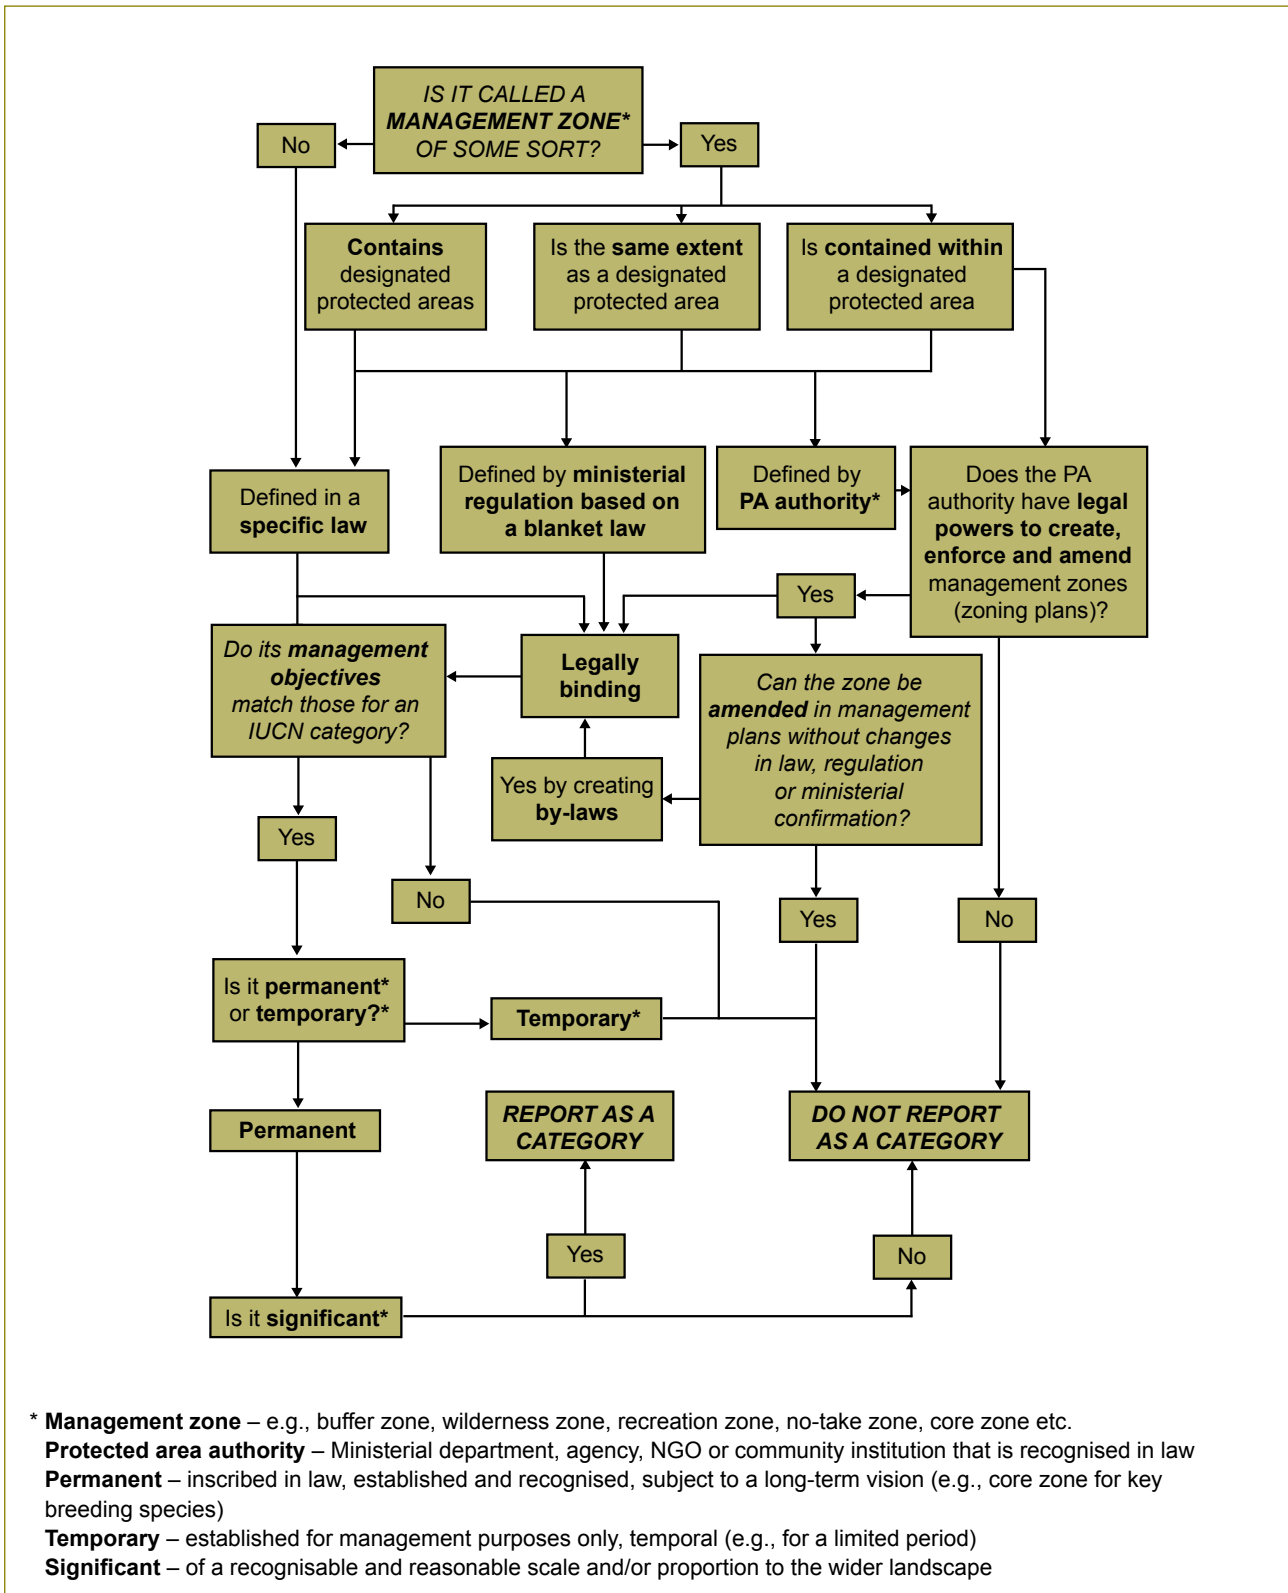 IS IT CALLED A
MANAGEMENT ZONE*
OF SOME SORT?
No
Yes
Contains
designated
protected areas
Is the same extent
as a designated
protected area
Is contained within
a designated
protected area
Defined in a
specific law
Defined by ministerial
regulation based on
a blanket law
Defined by
PA authority*
Does the PA
authority have legal
powers to create,
enforce and amend
management zones
(zoning plans)?
Yes
Do its management
objectives
match those for an
IUCN category?
Legally
binding
Can the zone be
amended in management
plans without changes
in law, regulation
or ministerial
confirmation?
Yes by creating
by-laws
Yes
No
Yes
No
Is it permanent*
or temporary?*
Temporary*
Permanent
REPORT AS A
CATEGORY
DO NOT REPORT
AS A CATEGORY
Yes
No
Is it significant*
* Management zone – e.g., buffer zone, wilderness zone, recreation zone, no-take zone, core zone etc.
Protected area authority – Ministerial department, agency, NGO or community institution that is recognised in law
Permanent – inscribed in law, established and recognised, subject to a long-term vision (e.g., core zone for key
breeding species)
Temporary – established for management purposes only, temporal (e.g., for a limited period)
Significant – of a recognisable and reasonable scale and/or proportion to the wider landscape